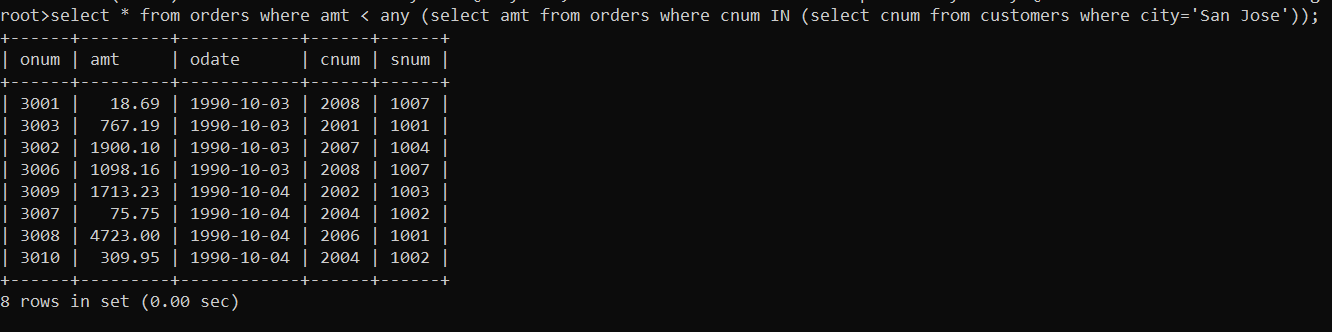 root>select * from orders where amt < any (select amt from orders where cnum IN (select cnum from customers where city='San Jose'));
+------+---------+------------+------+------+
| onum | amt     | odate      | cnum | snum |
+------+---------+------------+------+------+
| 3001 |   18.69 | 1990-10-03 | 2008 | 1007 |
| 3003 |  767.19 | 1990-10-03 | 2001 | 1001 |
| 3002 | 1900.10 | 1990-10-03 | 2007 | 1004 |
| 3006 | 1098.16 | 1990-10-03 | 2008 | 1007 |
| 3009 | 1713.23 | 1990-10-04 | 2002 | 1003 |
| 3007 |   75.75 | 1990-10-04 | 2004 | 1002 |
| 3008 | 4723.00 | 1990-10-04 | 2006 | 1001 |
| 3010 |  309.95 | 1990-10-04 | 2004 | 1002 |
+------+---------+------------+------+------+
8 rows in set (0.00 sec)